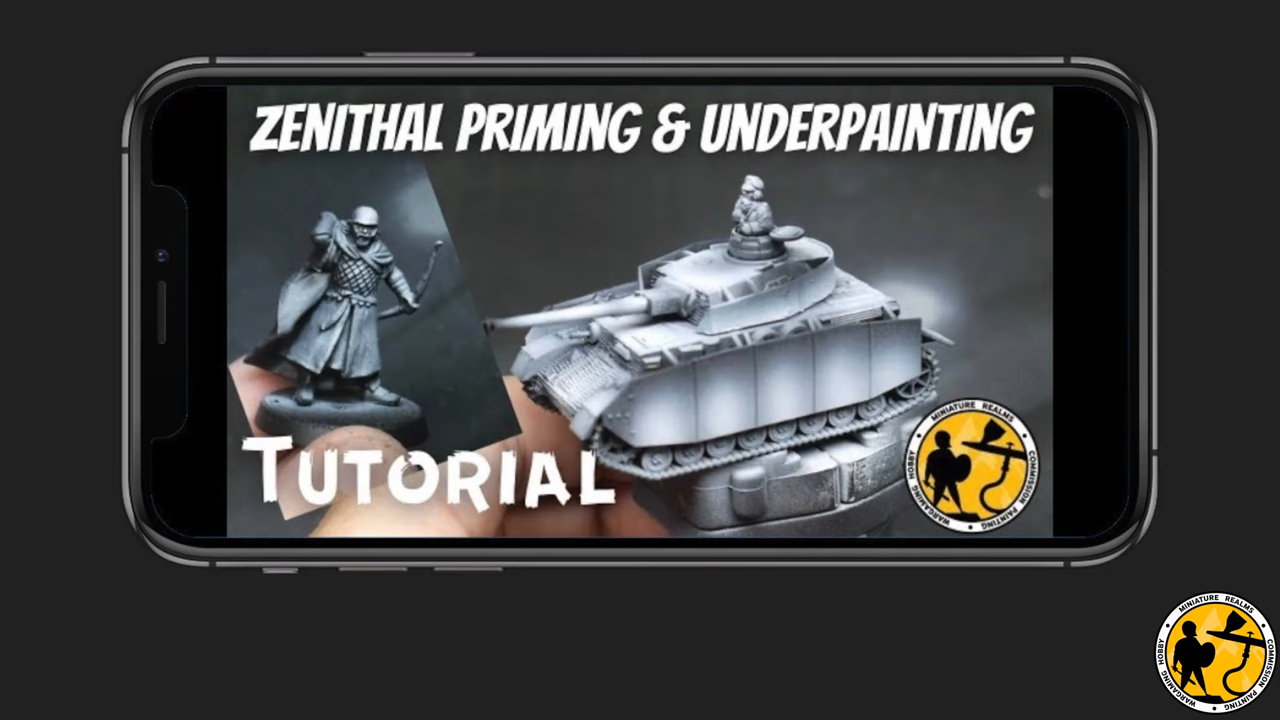 ZENITHAL PRIMING & UNDERPAINTING
TUTORIAL
MINIATURE REALMS
COMMISSION PAINTING
WARGAMING HOBBY
MINIATURE REALMS
COMMISSION PAINTING
WARGAMING HOBBY